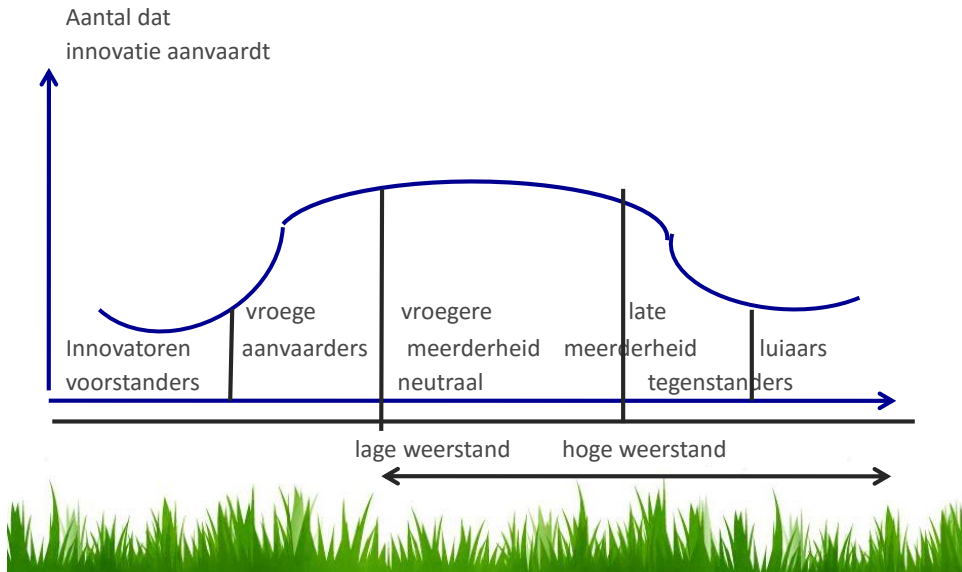 Aantal dat
innovatie aanvaardt
vroege vroegere late
Innovatoren aanvaarders meerderheid meerderheid luiaars
voorstanders neutraal tegenstanders
lage weerstand hoge weerstand